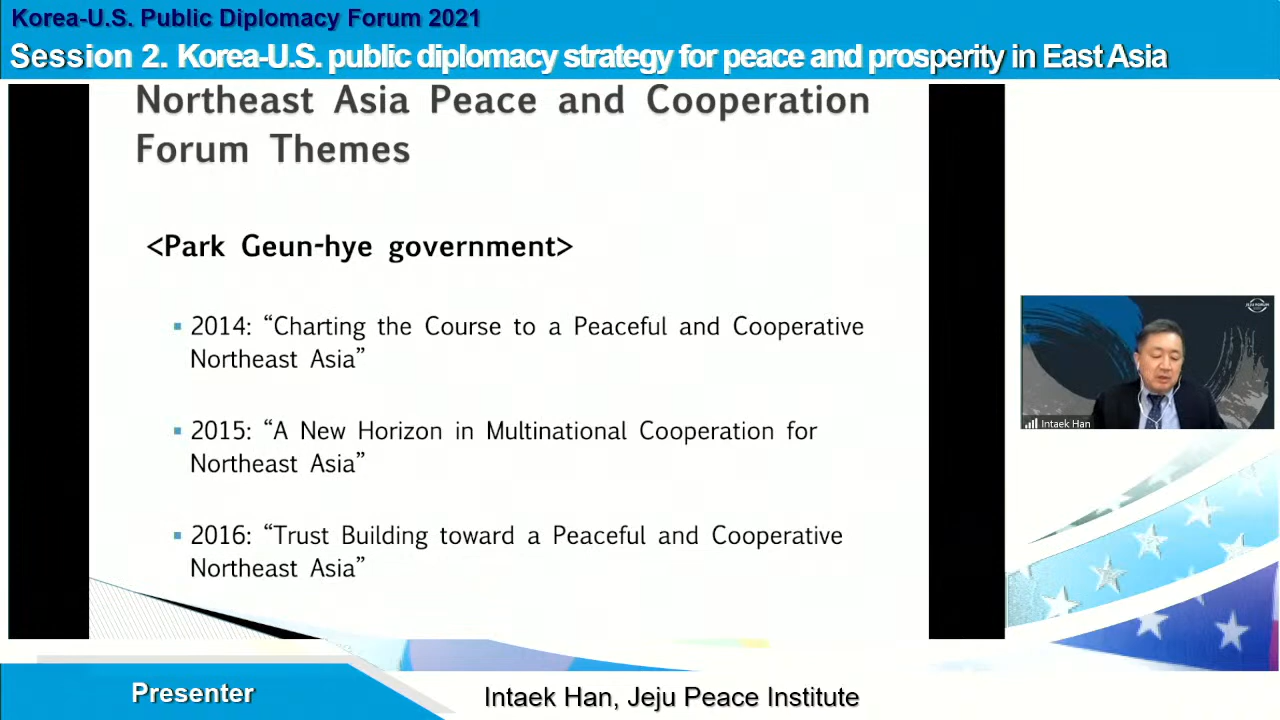 Korea-U.S. Public Diplomacy Forum 2021
Session 2. Korea-U.S. public diplomacy strategy for peace and prosperity in East Asia
Northeast Asia Peace and Cooperation
Forum Themes
<Park Geun-hye government>
▪ 2014: “Charting the Course to a Peaceful and Cooperative
Northeast Asia”
▪ 2015: “A New Horizon in Multinational Cooperation for
Northeast Asia”
▪ 2016: “Trust Building toward a Peaceful and Cooperative
Northeast Asia”
JEJU FORUM
Intaek Han
Presenter
Intaek Han, Jeju Peace Institute